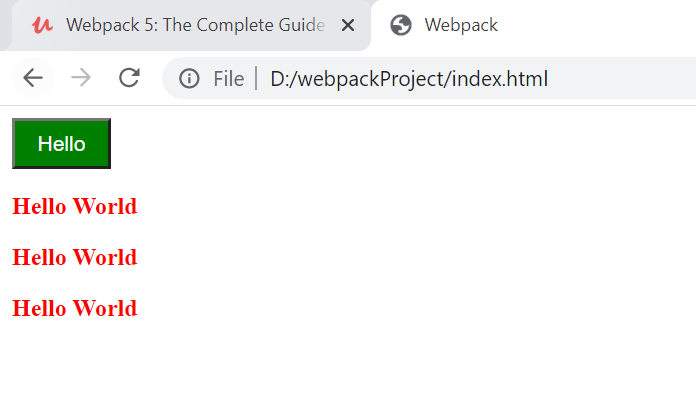 Webpack 5: The Complete Guide
Webpack
File D:/webpackProject/index.html
Hello
Hello World
Hello World
Hello World